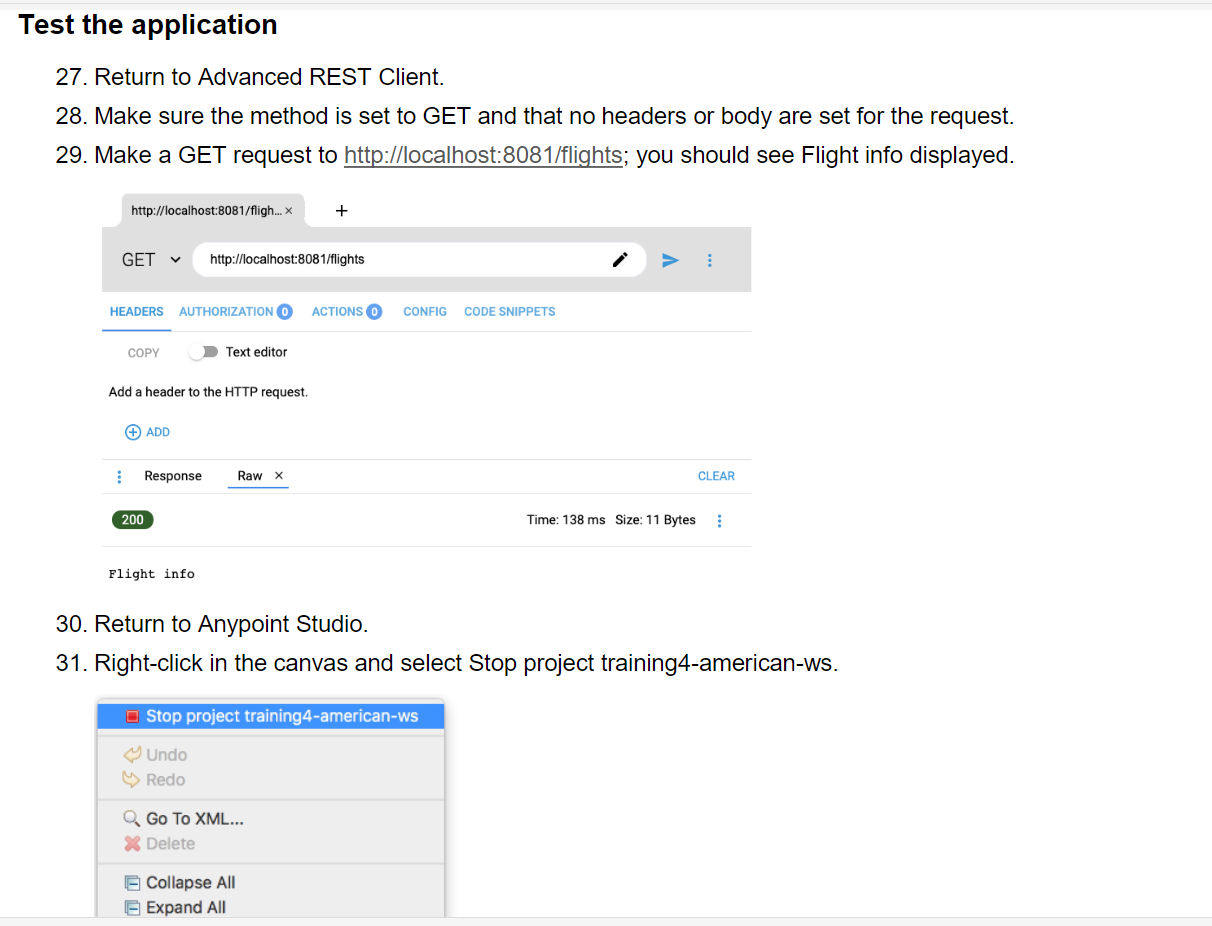 Test the application
27. Return to Advanced REST Client.
28. Make sure the method is set to GET and that no headers or body are set for the request.
29. Make a GET request to http://localhost:8081/flights; you should see Flight info displayed.
http://localhost:8081/fligh... × +
GET http://localhost:8081/flights
HEADERS AUTHORIZATION 0 ACTIONS 0 CONFIG CODE SNIPPETS
COPY Text editor
Add a header to the HTTP request.
ADD
Response Raw × CLEAR
200 Time: 138 ms Size: 11 Bytes
Flight info
30. Return to Anypoint Studio.
31. Right-click in the canvas and select Stop project training4-american-ws.
Stop project training4-american-ws
Undo
Redo
Go To XML...
Delete
Collapse All
Expand All